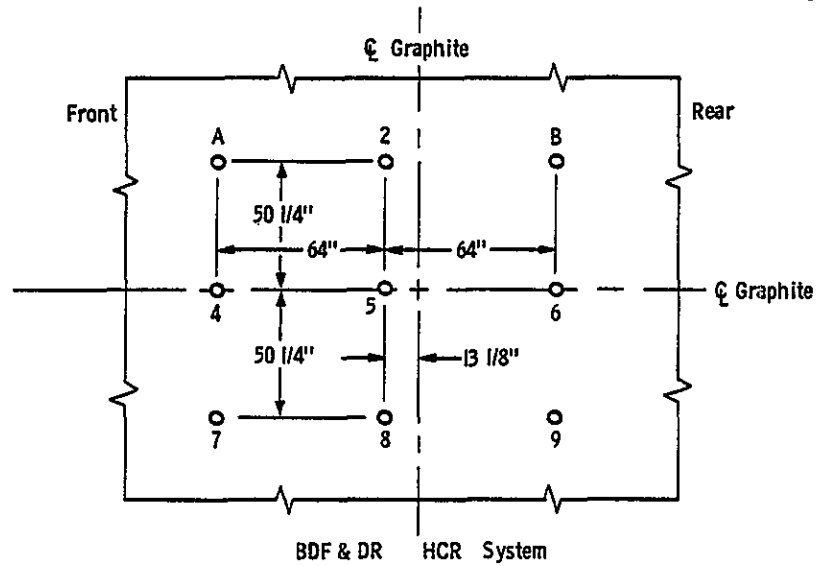 ℄ Graphite
Front
Rear
A
2
B
50 1/4"
64"
64"
4
5
6
℄ Graphite
50 1/4"
13 1/8"
7
8
9
BDF & DR HCR System